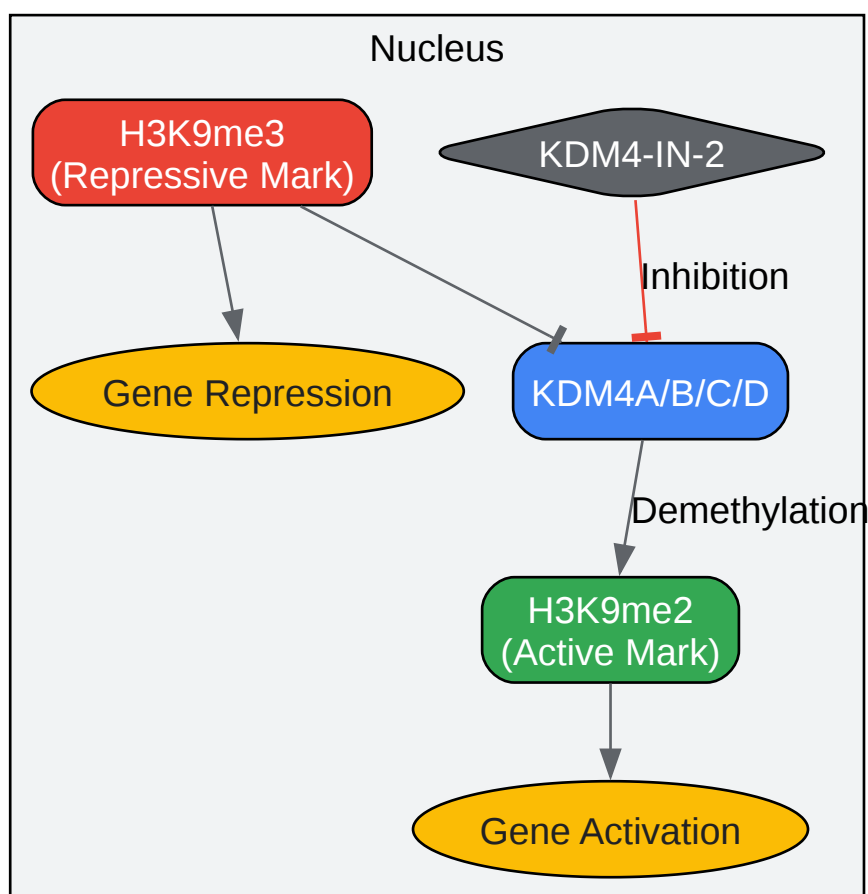 Nucleus
H3K9me3
(Repressive Mark)
KDM4-IN-2
Inhibition
Gene Repression
KDM4A/B/C/D
Demethylation
H3K9me2
(Active Mark)
Gene Activation